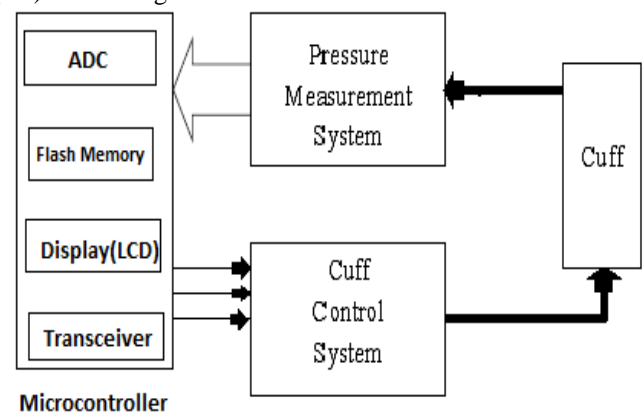 ADC
Flash Memory
Display(LCD)
Transceiver
Microcontroller
Pressure
Measurement
System
Cuff
Control
System
Cuff